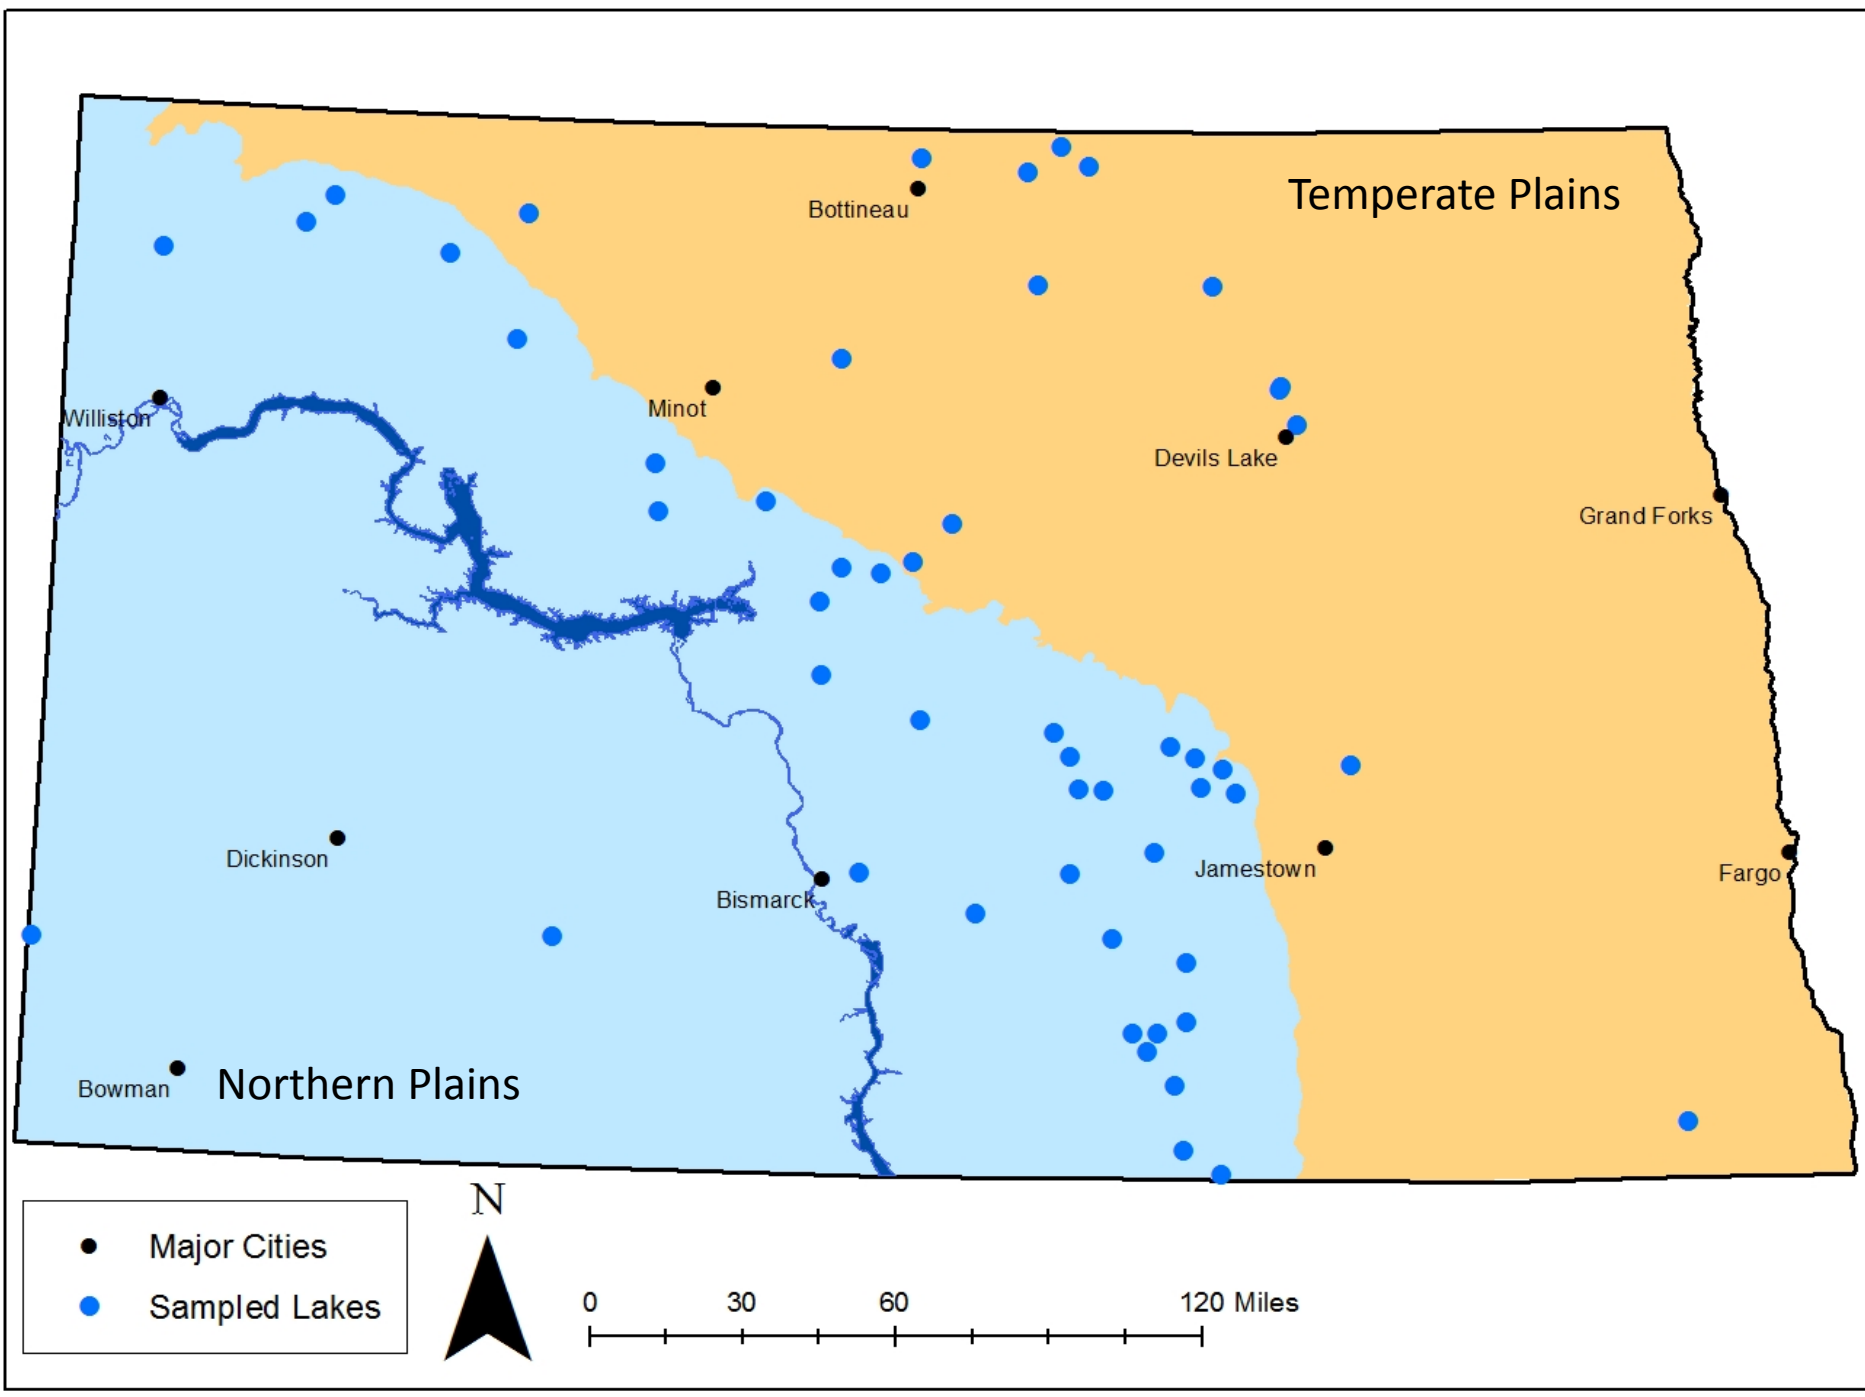 Temperate Plains
Bottineau
Minot
Williston
Devils Lake
Grand Forks
Dickinson
Bismarck
Jamestown
Fargo
Bowman
Northern Plains
N
Major Cities
Sampled Lakes
0 30 60 120 Miles